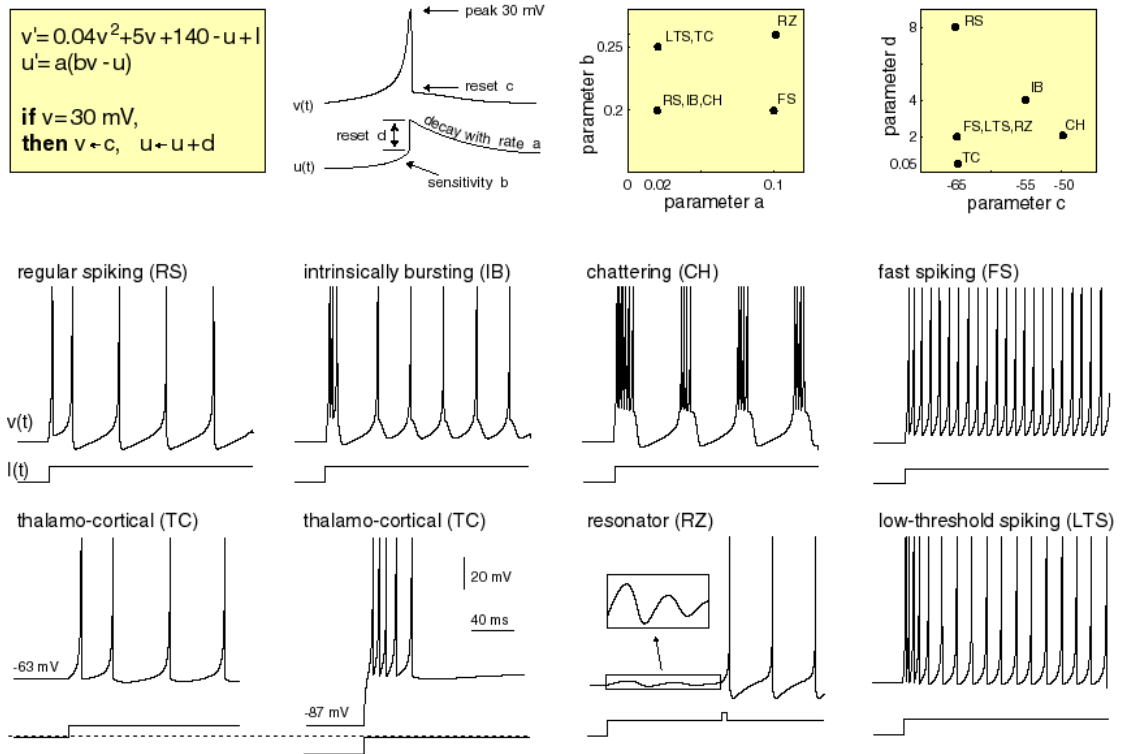 v'= 0.04v²+5v+140 - u+I
u'= a(bv - u)
if v= 30 mV,
then v←c, u←u+d
peak 30 mV
reset c
v(t)
reset d
decay with rate a
u(t)
sensitivity b
parameter b
0.25
0.2
LTS,TC
RZ
RS,IB,CH
FS
0 0.02 0.1
parameter a
parameter d
8
4
2
0.05
RS
IB
FS,LTS,RZ
CH
TC
-65 -55 -50
parameter c
regular spiking (RS)
intrinsically bursting (IB)
chattering (CH)
fast spiking (FS)
v(t)
I(t)
thalamo-cortical (TC)
thalamo-cortical (TC)
resonator (RZ)
low-threshold spiking (LTS)
-63 mV
20 mV
40 ms
-87 mV